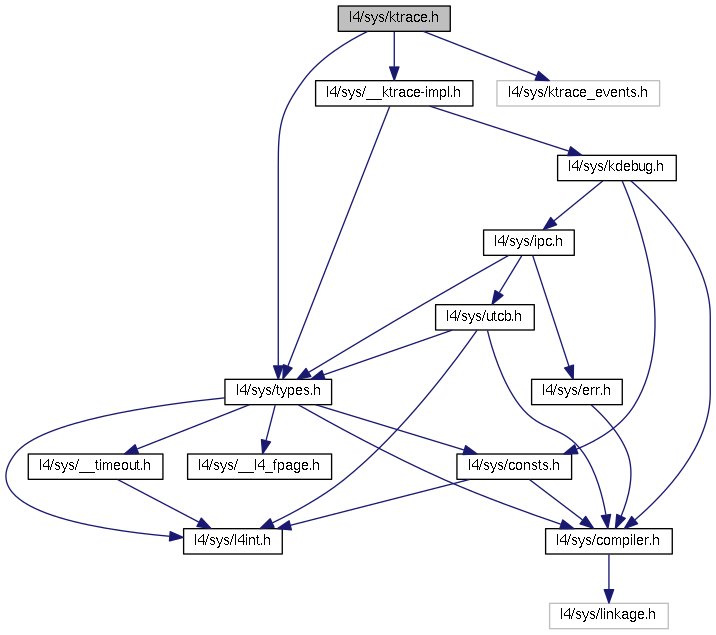 l4/sys/ktrace.h
l4/sys/__ktrace-impl.h
l4/sys/ktrace_events.h
l4/sys/kdebug.h
l4/sys/ipc.h
l4/sys/utcb.h
l4/sys/types.h
l4/sys/err.h
l4/sys/__timeout.h
l4/sys/__l4_fpage.h
l4/sys/consts.h
l4/sys/l4int.h
l4/sys/compiler.h
l4/sys/linkage.h